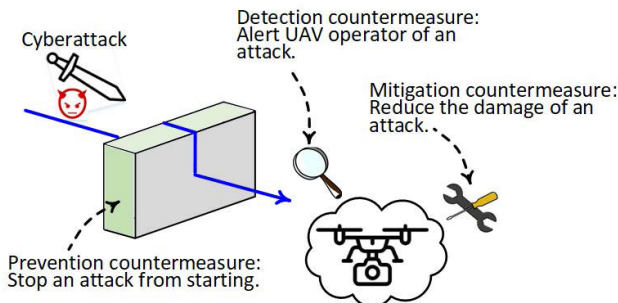 Detection countermeasure:
Alert UAV operator of an
attack.
Cyberattack
Mitigation countermeasure:
Reduce the damage of an
attack.
Prevention countermeasure:
Stop an attack from starting.